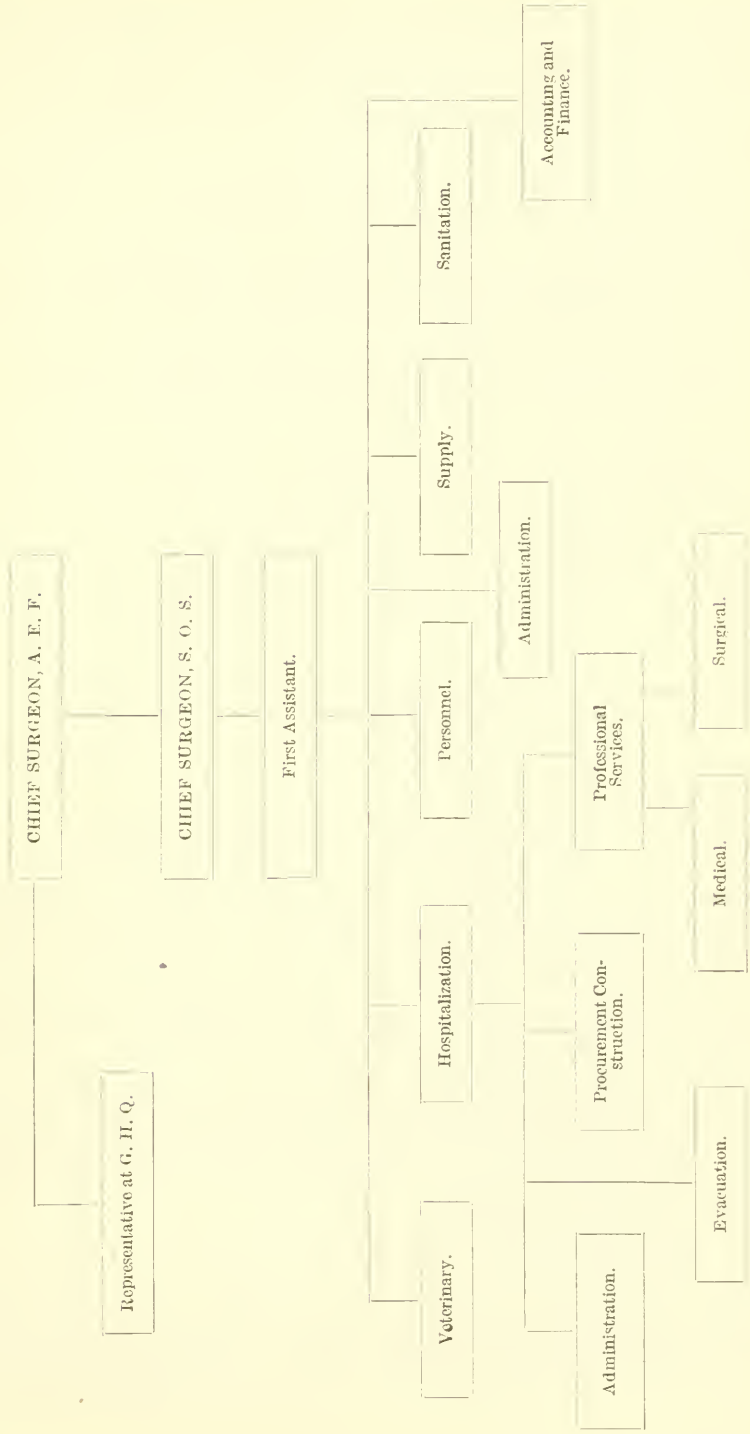 CHIEF SURGEON, A. E. F.
Representative at G. H. Q.
CHIEF SURGEON, S. O. S.
First Assistant.
Veterinary.
Hospitalization.
Personnel.
Supply.
Sanitation.
Administration.
Accounting and
Finance.
Administration.
Procurement Con-
struction.
Professional
Services.
Evacuation.
Medical.
Surgical.